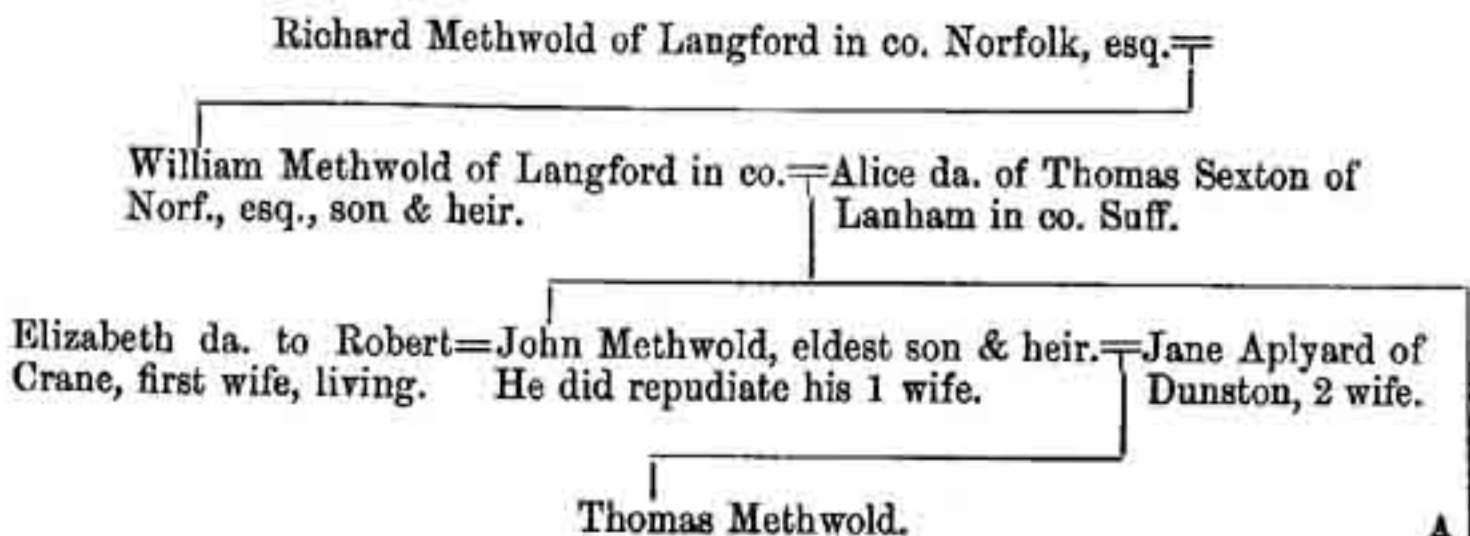 Richard Methwold of Langford in co. Norfolk, esq.
William Methwold of Langford in co.
Norf., esq., son & heir.
Alice da. of Thomas Sexton of
Lanham in co. Suff.
Elizabeth da. to Robert
Crane, first wife, living.
John Methwold, eldest son & heir.
He did repudiate his 1 wife.
Jane Aplyard of
Dunston, 2 wife.
Thomas Methwold.
A